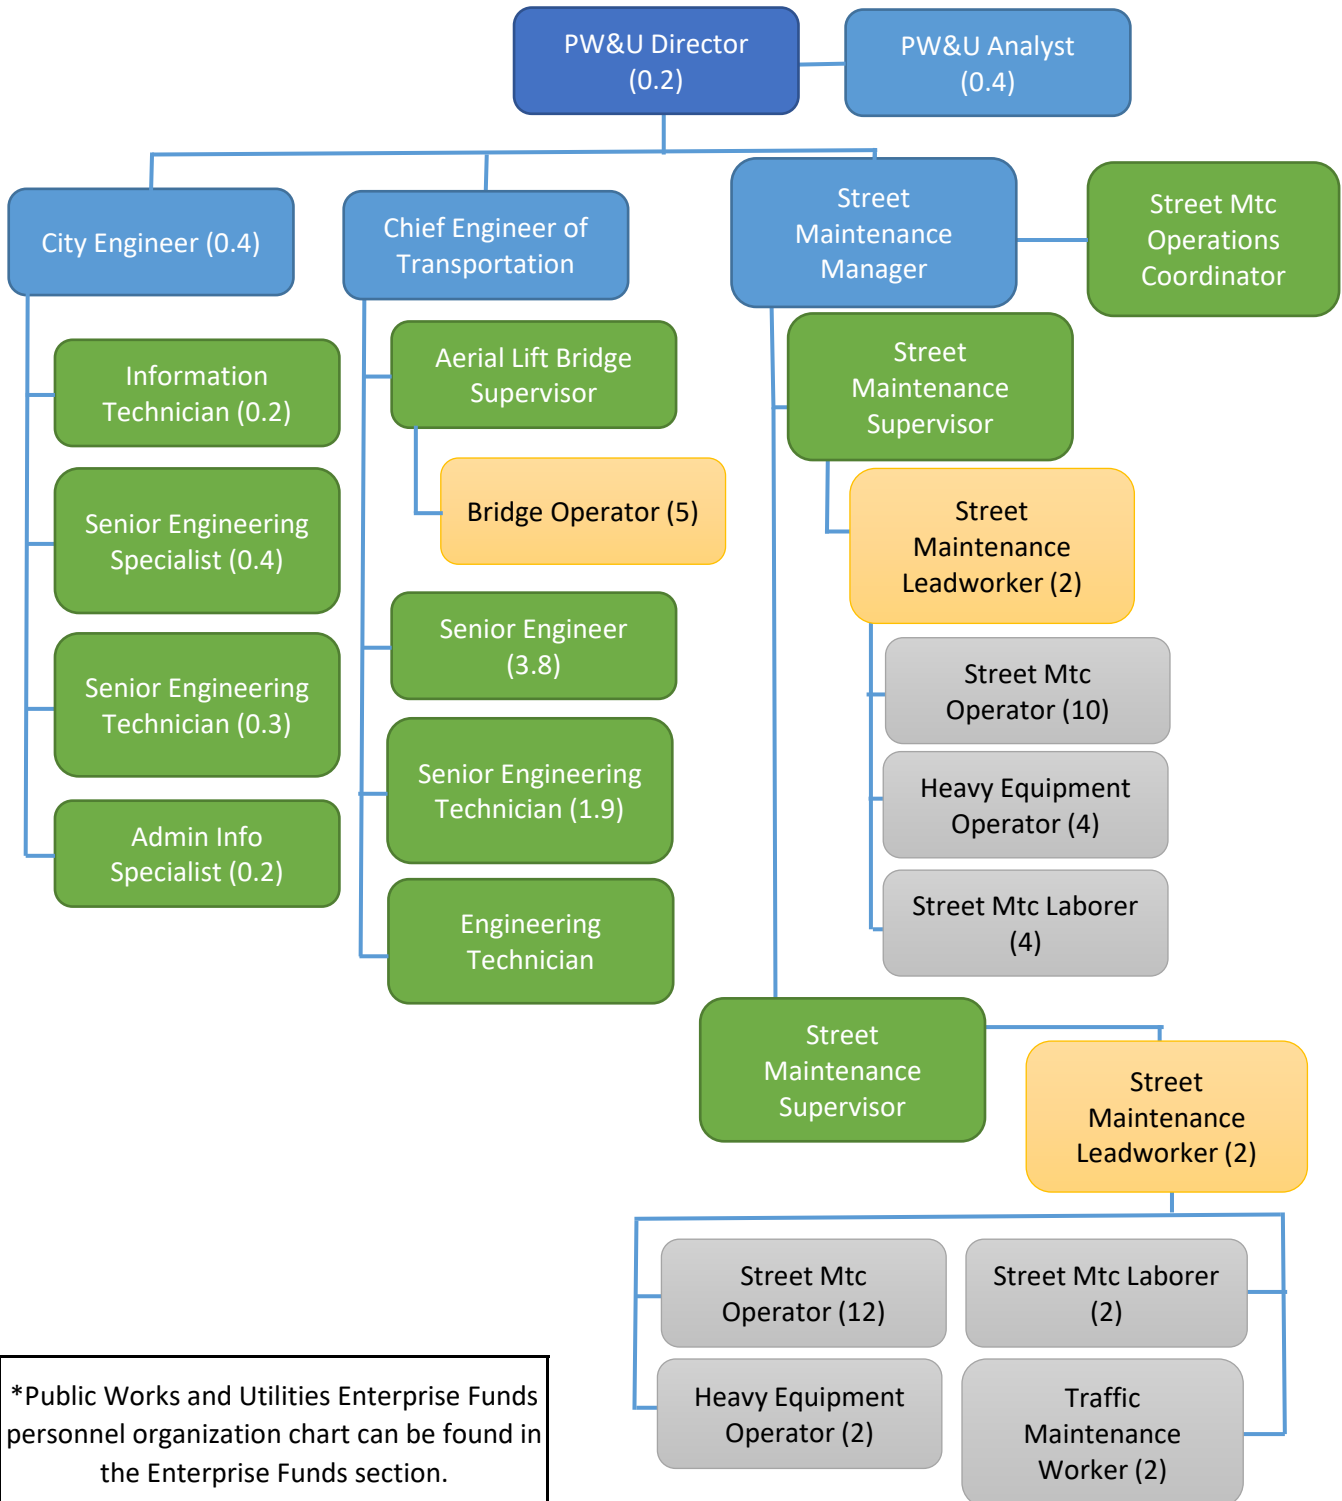 PW&U Director
(0.2)
PW&U Analyst
(0.4)
City Engineer (0.4)
Chief Engineer of
Transportation
Street
Maintenance
Manager
Street Mtc
Operations
Coordinator
Information
Technician (0.2)
Senior Engineering
Specialist (0.4)
Senior Engineering
Technician (0.3)
Admin Info
Specialist (0.2)
Aerial Lift Bridge
Supervisor
Bridge Operator (5)
Senior Engineer
(3.8)
Senior Engineering
Technician (1.9)
Engineering
Technician
Street
Maintenance
Supervisor
Street
Maintenance
Leadworker (2)
Street Mtc
Operator (10)
Heavy Equipment
Operator (4)
Street Mtc Laborer
(4)
Street
Maintenance
Supervisor
Street
Maintenance
Leadworker (2)
Street Mtc
Operator (12)
Street Mtc Laborer
(2)
Heavy Equipment
Operator (2)
Traffic
Maintenance
Worker (2)
*Public Works and Utilities Enterprise Funds
personnel organization chart can be found in
the Enterprise Funds section.